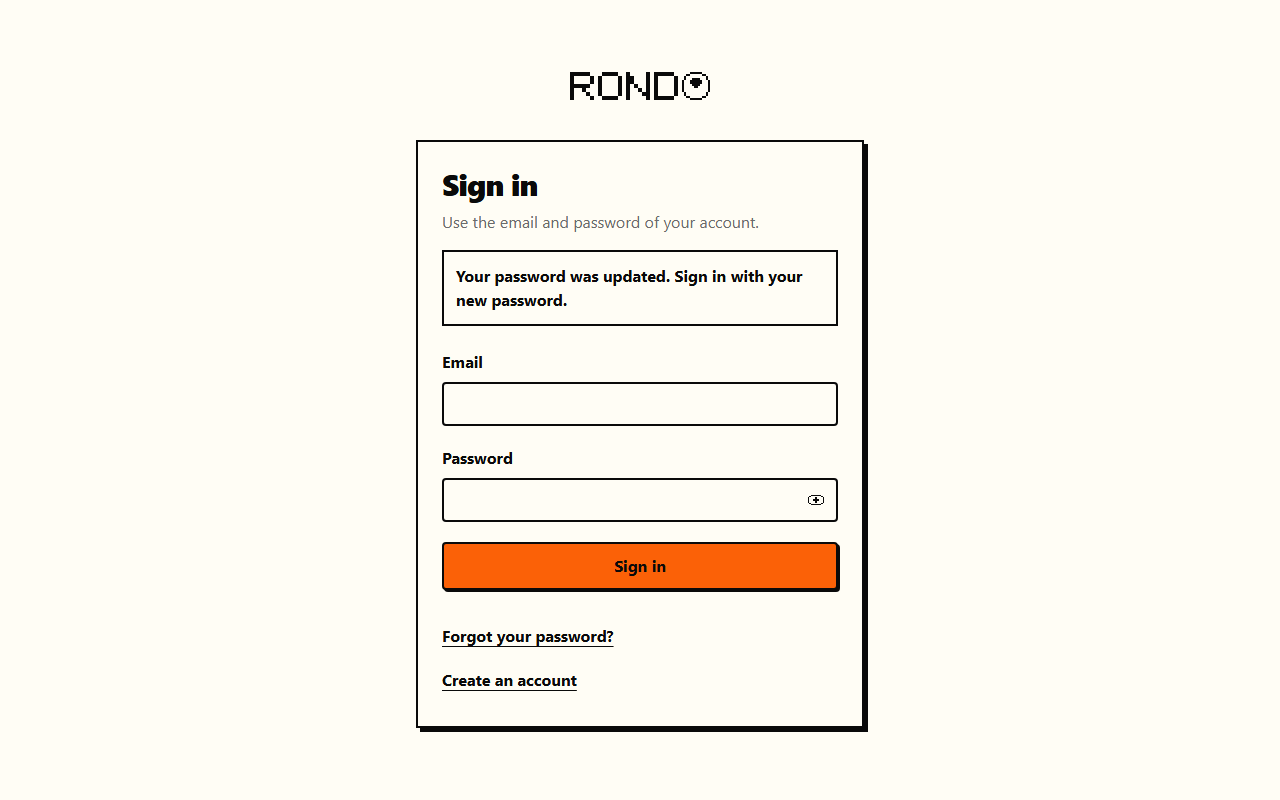 RONDO
Sign in
Use the email and password of your account.
Your password was updated. Sign in with your
new password.
Email
Password
Sign in
Forgot your password?
Create an account